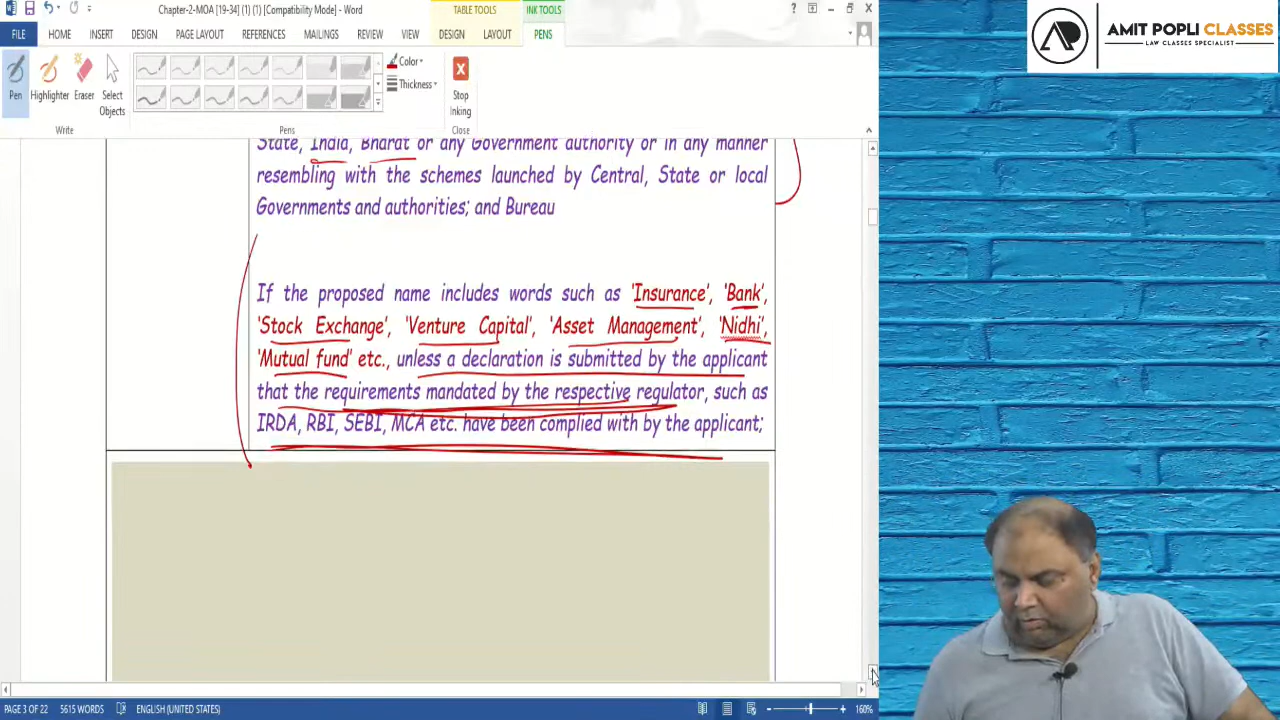 Chapter-2-MOA [19-34] (1) (1) [Compatibility Mode] - Word
TABLE TOOLS
INK TOOLS
FILE HOME INSERT DESIGN PAGE LAYOUT REFERENCES MAILINGS REVIEW VIEW DESIGN LAYOUT PENS
Pen Highlighter Eraser Select Objects
Color
Thickness
Stop Inking
Write Pens Close
AMIT POPLI CLASSES
LAW CLASSES SPECIALIST
State, India, Bharat or any Government authority or in any manner
resembling with the schemes launched by Central, State or local
Governments and authorities; and Bureau
If the proposed name includes words such as 'Insurance', 'Bank',
'Stock Exchange', 'Venture Capital', 'Asset Management', 'Nidhi',
'Mutual fund' etc., unless a declaration is submitted by the applicant
that the requirements mandated by the respective regulator, such as
IRDA, RBI, SEBI, MCA etc. have been complied with by the applicant;
PAGE 3 OF 22 5615 WORDS ENGLISH (UNITED STATES) 160%